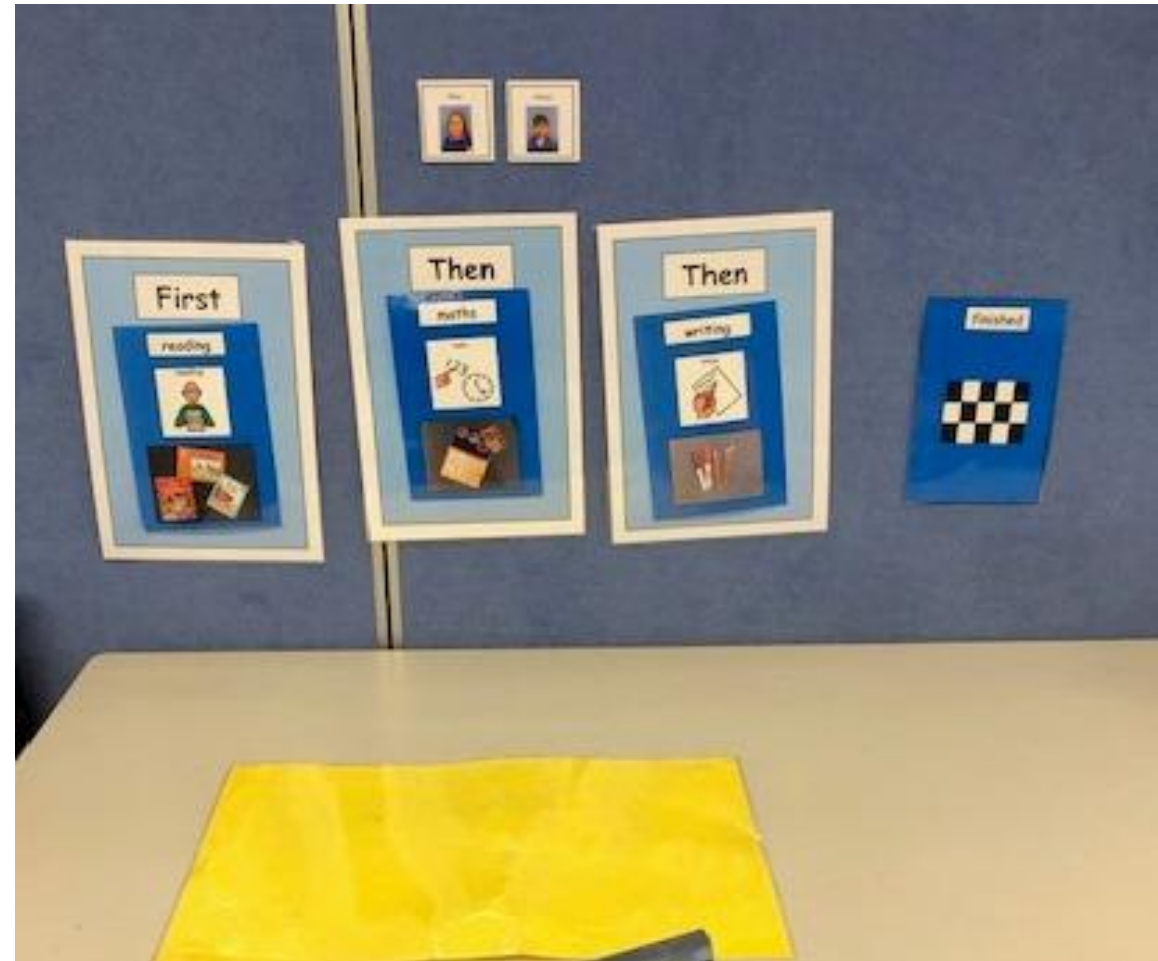 First
reading
Then
maths
Then
writing
finished